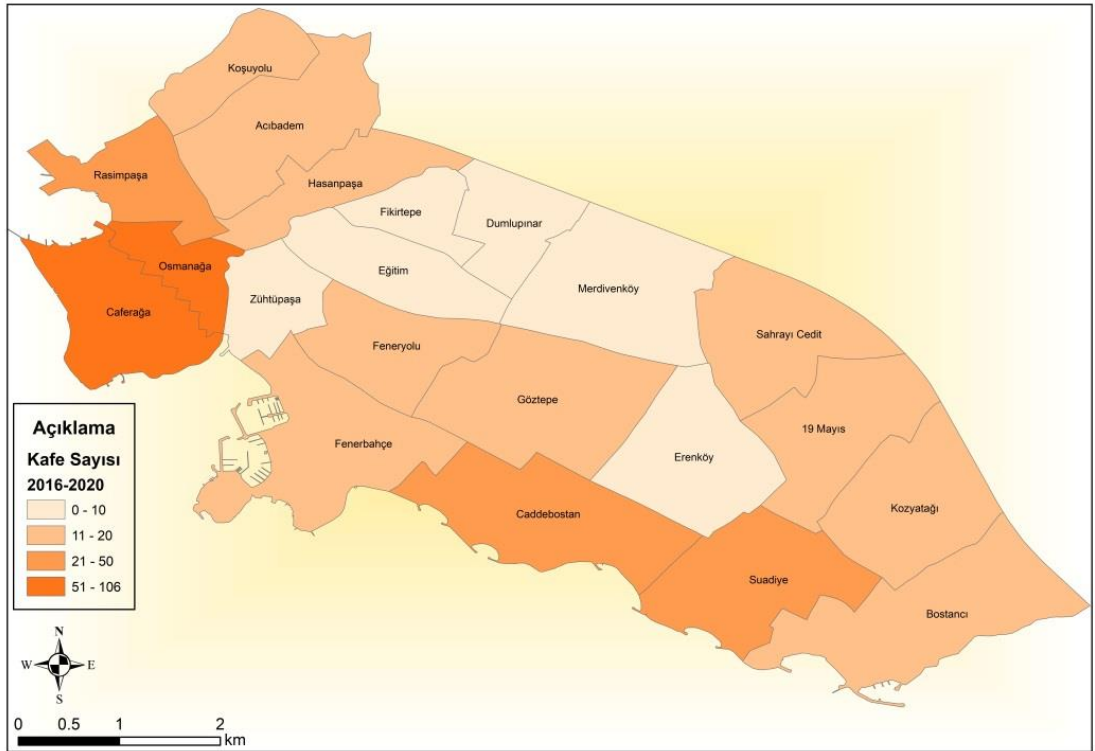 Koşuyolu
Acıbadem
Rasimpaşa
Hasanpaşa
Fikirtepe
Dumlupınar
Osmanağa
Eğitim
Merdivenköy
Zühtüpaşa
Caferağa
Sahrayı Cedit
Feneryolu
Göztepe
19 Mayıs
Fenerbahçe
Erenköy
Kozyatağı
Caddebostan
Suadiye
Bostancı
Açıklama
Kafe Sayısı
2016-2020
0 - 10
11 - 20
21 - 50
51 - 106
N
W E
S
0 0.5 1 2
km